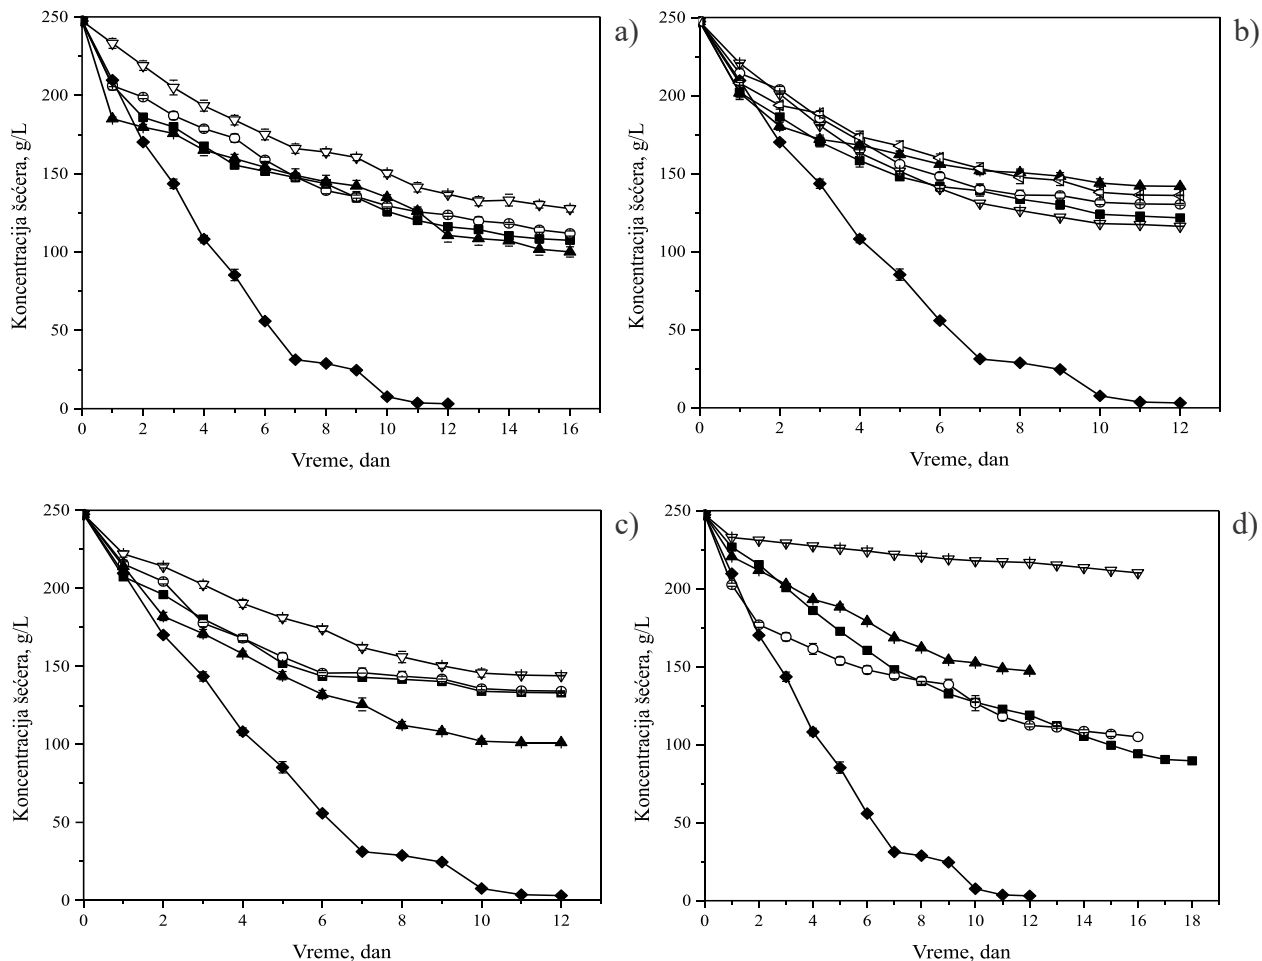 a)
250
200
150
100
50
0
Koncentracija šećera, g/L
0 2 4 6 8 10 12 14 16
Vreme, dan
b)
250
200
150
100
50
0
Koncentracija šećera, g/L
0 2 4 6 8 10 12
Vreme, dan
c)
250
200
150
100
50
0
Koncentracija šećera, g/L
0 2 4 6 8 10 12
Vreme, dan
d)
250
200
150
100
50
0
Koncentracija šećera, g/L
0 2 4 6 8 10 12 14 16 18
Vreme, dan